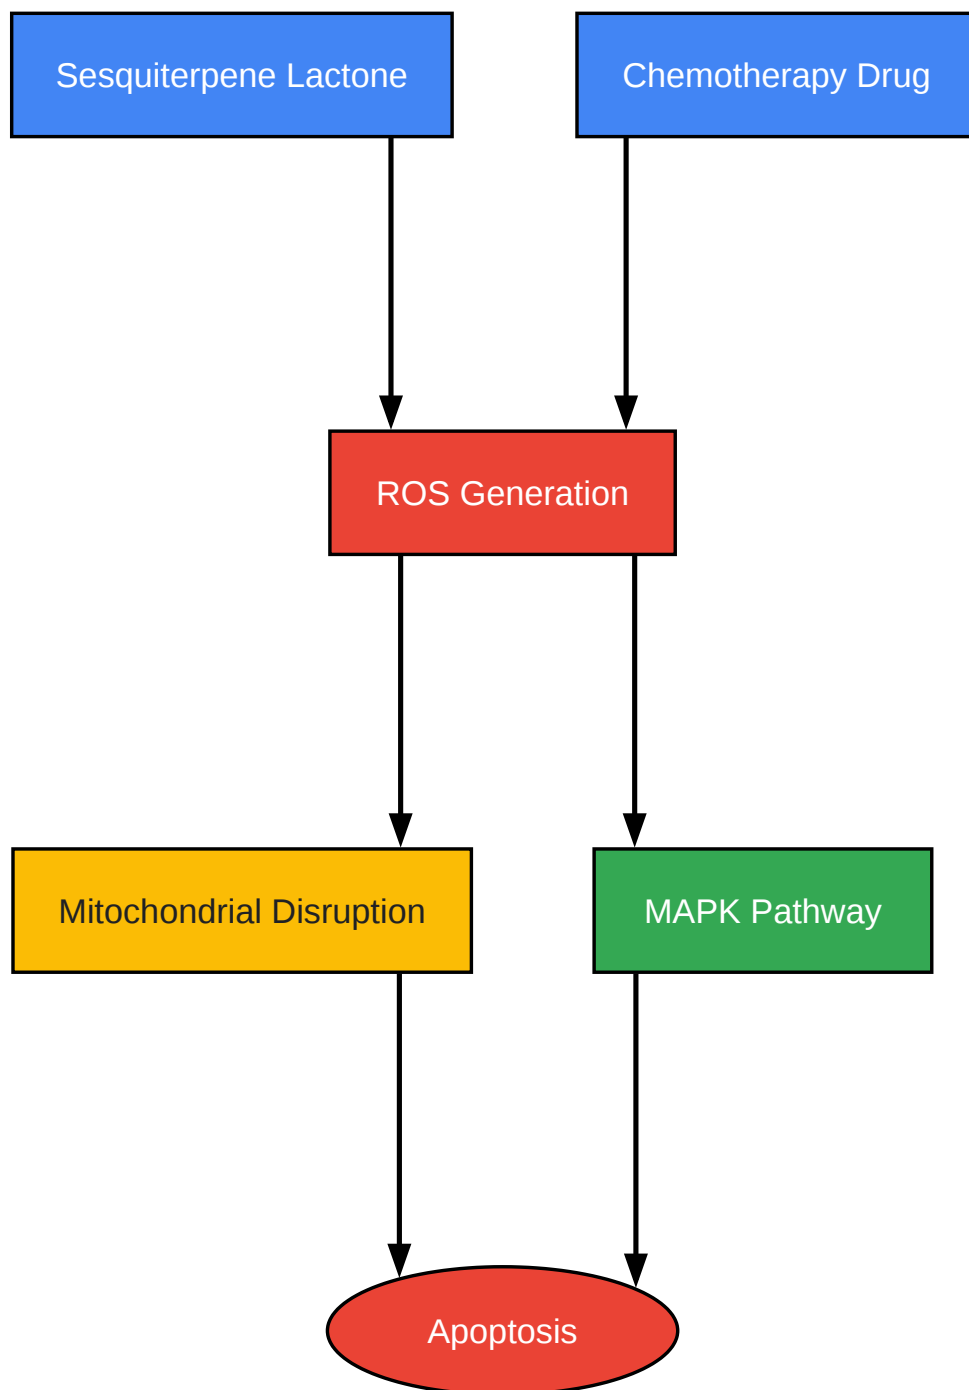 Sesquiterpene Lactone
Chemotherapy Drug
ROS Generation
Mitochondrial Disruption
MAPK Pathway
Apoptosis